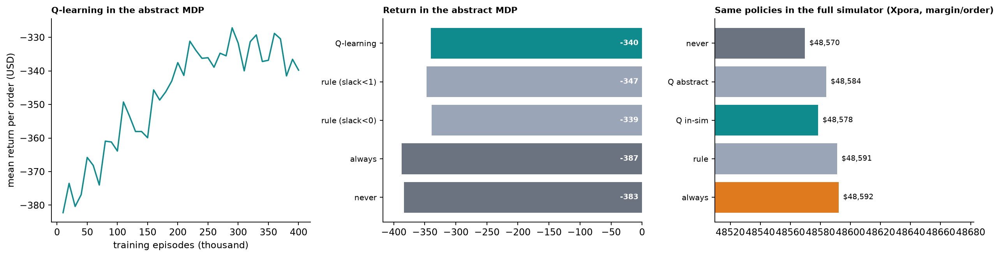 Q-learning in the abstract MDP
mean return per order (USD)
−330
−340
−350
−360
−370
−380
0 50 100 150 200 250 300 350 400
training episodes (thousand)
Return in the abstract MDP
Q-learning -340
rule (slack<1) -347
rule (slack<0) -339
always -387
never -383
−400 −350 −300 −250 −200 −150 −100 −50 0
Same policies in the full simulator (Xpora, margin/order)
never $48,570
Q abstract $48,584
Q in-sim $48,578
rule $48,591
always $48,592
48520 48540 48560 48580 48600 48620 48640 48660 48680